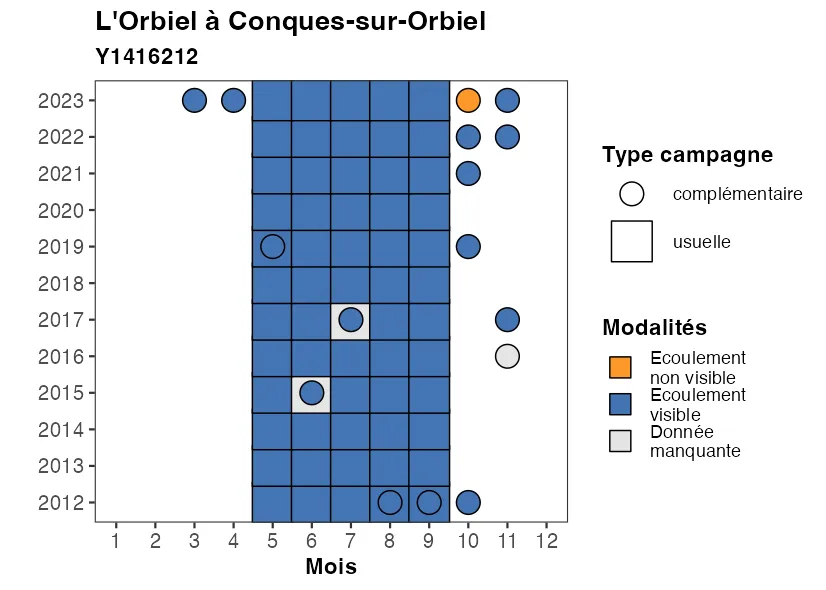 L'Orbiel à Conques-sur-Orbiel
Y1416212
2023
2022
2021
2020
2019
2018
2017
2016
2015
2014
2013
2012
1 2 3 4 5 6 7 8 9 10 11 12
Mois
Type campagne
complémentaire
usuelle
Modalités
Ecoulement
non visible
Ecoulement
visible
Donnée
manquante